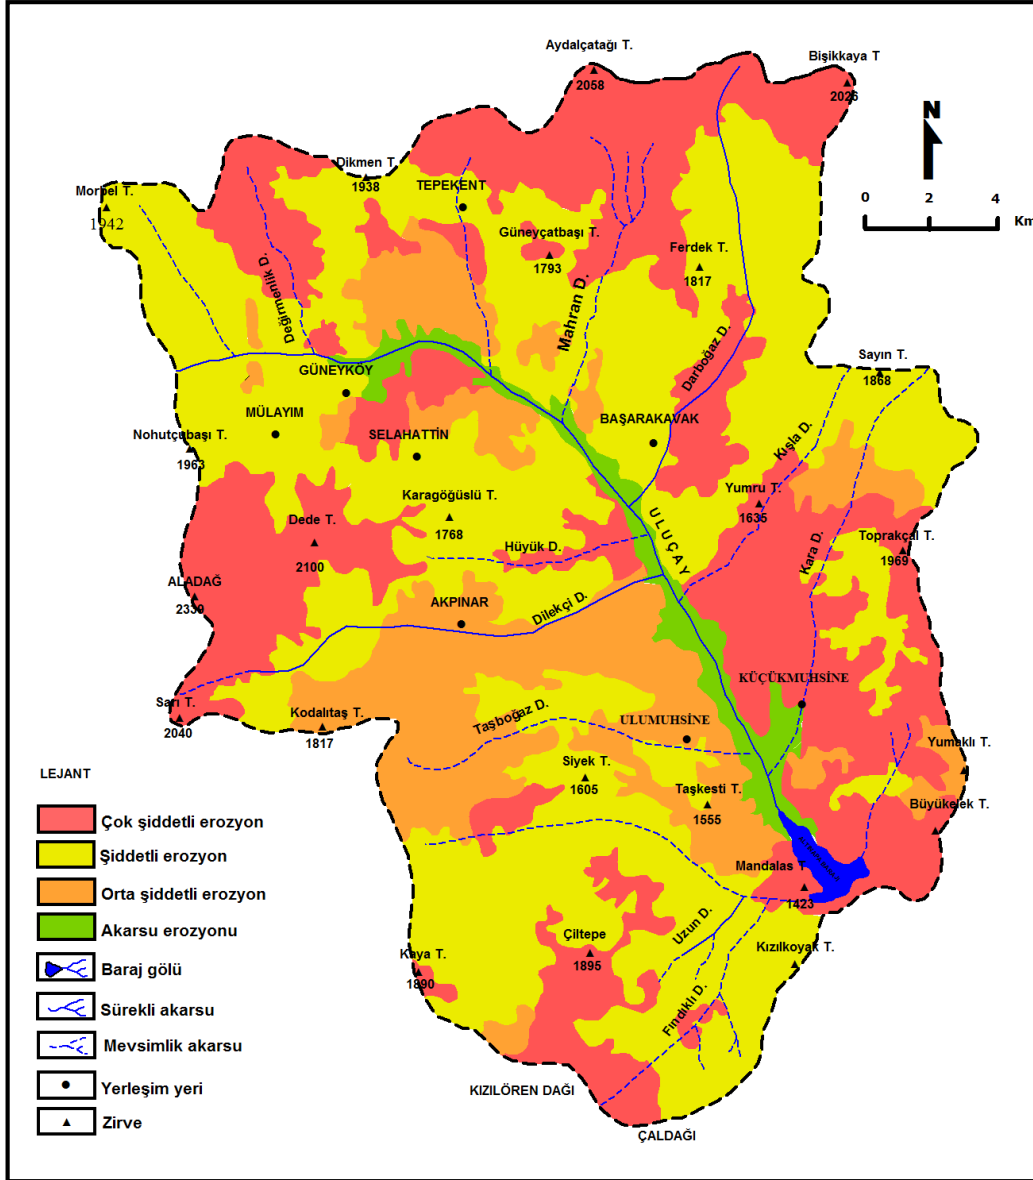 Aydalçatağı T.
2058
Bişikkaya T
2026
N
0 2 4
Km
Dikmen T.
1938
TEPEKENT
Morbel T.
1942
Güneyçatbaşı T.
1793
Ferdek T.
1817
Değirmenlik D.
Mahran D.
Darboğaz D.
Sayın T.
1868
GÜNEYKÖY
MÜLAYIM
BAŞARAKAVAK
Nohutçubaşı T.
1963
SELAHATTİN
Kışla D.
Karagöğüslü T.
1768
Yumru T.
1635
Dede T.
2100
ULUÇAY
Hüyük D.
Kara D.
Toprakçal T.
1969
ALADAĞ
2339
AKPINAR
Dilekçi D.
KÜÇÜKMUHSİNE
Sarı T.
2040
Kodalıtaş T.
1817
Taşboğaz D.
ULUMUHSİNE
Yumaklı T.
Siyek T.
1605
Taşkesti T.
1555
Büyükelek T.
Mandalas T
1423
Uzun D.
Çiltepe
1895
Kızılkoyak T.
Kaya T.
1890
Fındıklı D.
KIZILÖREN DAĞI
ÇALDAĞI
LEJANT
Çok şiddetli erozyon
Şiddetli erozyon
Orta şiddetli erozyon
Akarsu erozyonu
Baraj gölü
Sürekli akarsu
Mevsimlik akarsu
Yerleşim yeri
Zirve